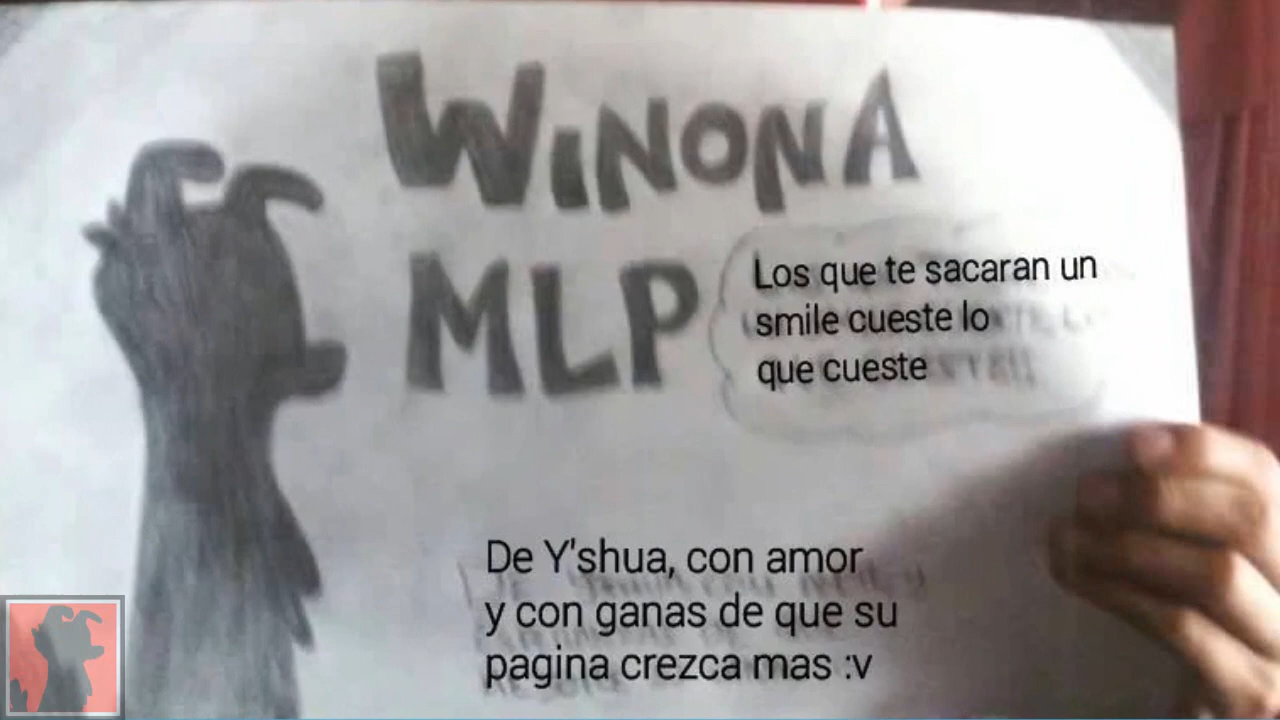 WINONA
MLP
Los que te sacaran un
smile cueste lo
que cueste
De Y'shua, con amor
y con ganas de que su
pagina crezca mas :v